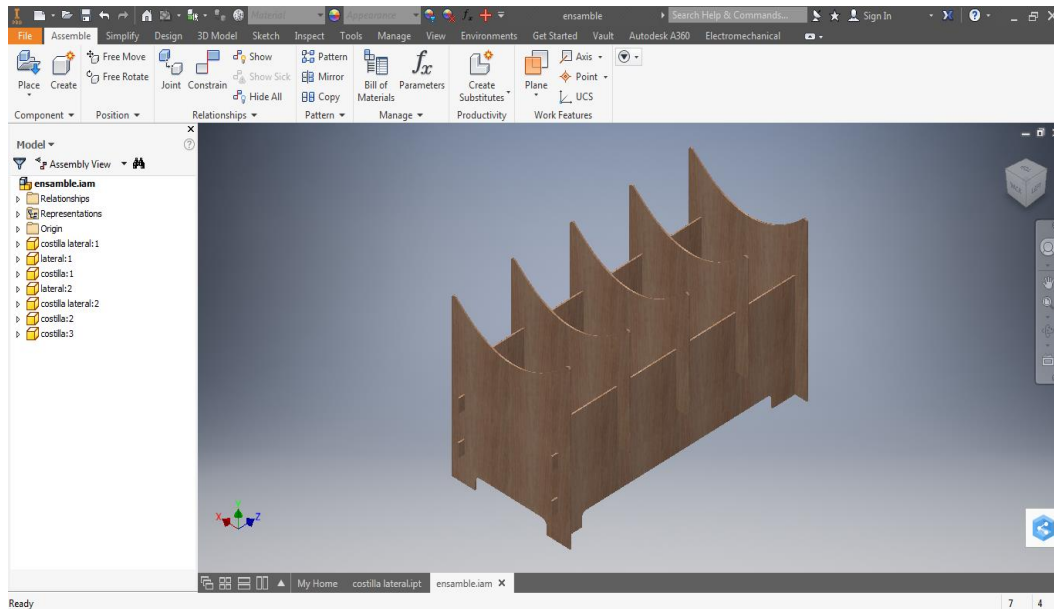 PRO Material Appearance fx ensamble Search Help & Commands... Sign In
File Assemble Simplify Design 3D Model Sketch Inspect Tools Manage View Environments Get Started Vault Autodesk A360 Electromechanical
Free Move Show Pattern Axis
Free Rotate Show Sick Mirror Point
Place Create Joint Constrain Hide All Copy Bill of Materials Parameters Create Substitutes Plane UCS
Component Position Relationships Pattern Manage Productivity Work Features
Model
Assembly View
ensamble.iam
Relationships
Representations
Origin
costilla lateral:1
lateral:1
costilla:1
lateral:2
costilla lateral:2
costilla:2
costilla:3
X Y Z
My Home costilla lateral.ipt ensamble.iam
Ready 7 4